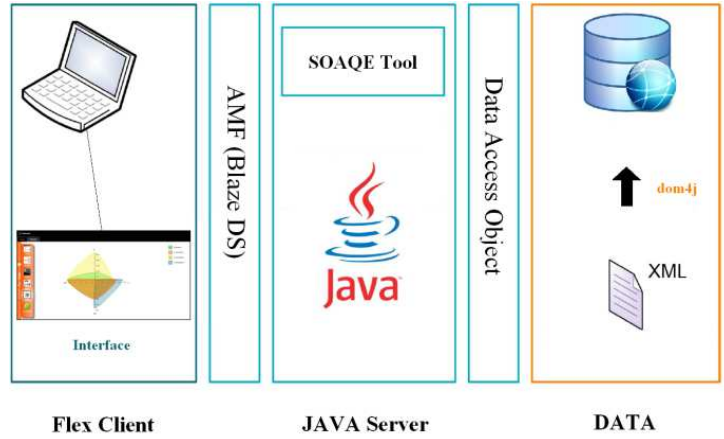 SOAQE Tool
AMF (Blaze DS)
Data Access Object
Java
dom4j
XML
Interface
Flex Client
JAVA Server
DATA